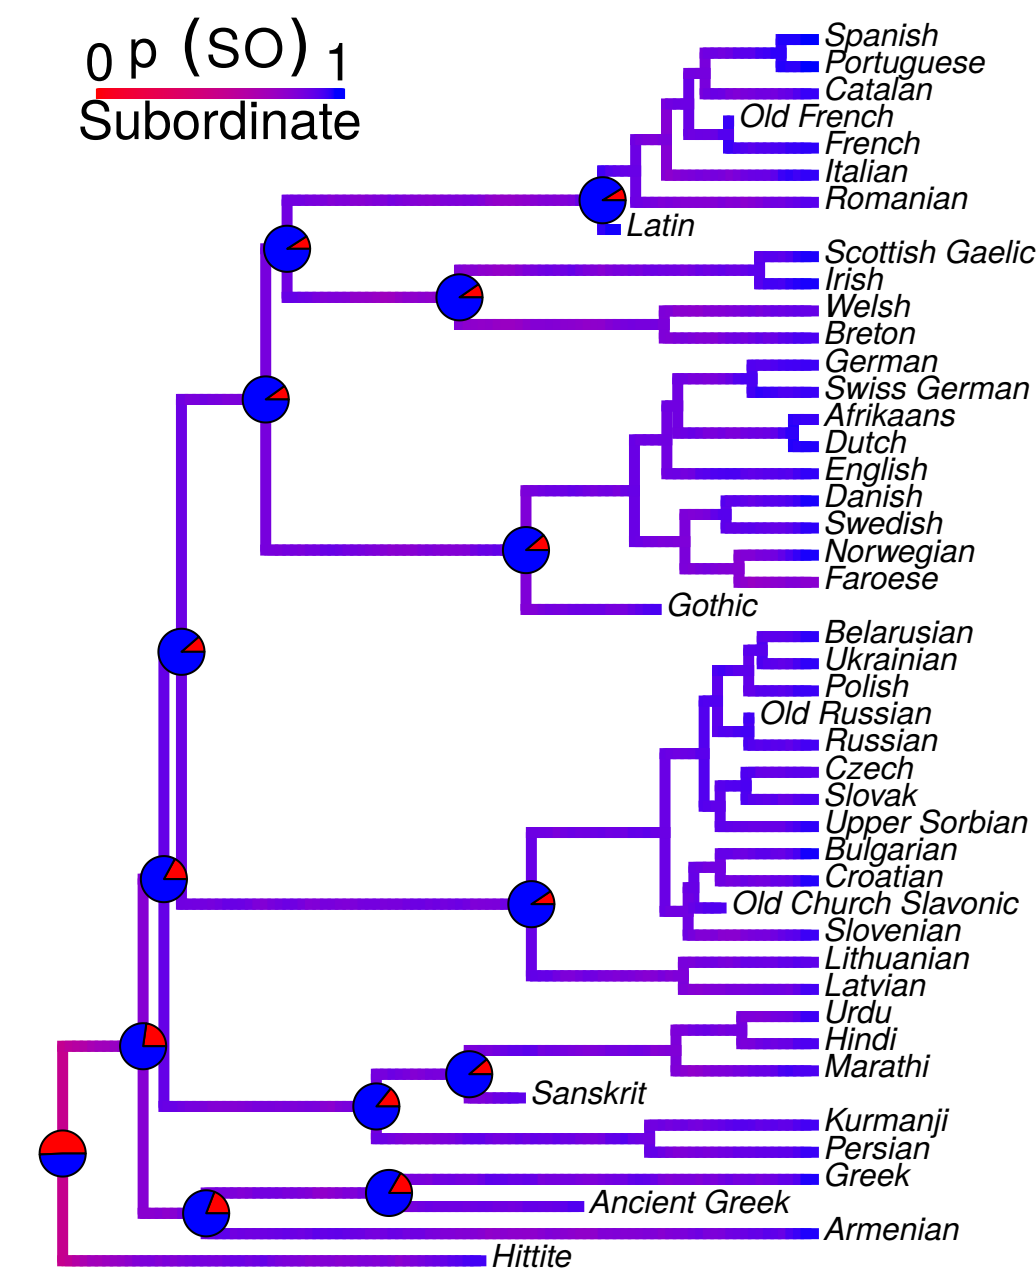 0 p (SO) 1
Subordinate
Spanish
Portuguese
Catalan
Old French
French
Italian
Romanian
Latin
Scottish Gaelic
Irish
Welsh
Breton
German
Swiss German
Afrikaans
Dutch
English
Danish
Swedish
Norwegian
Faroese
Gothic
Belarusian
Ukrainian
Polish
Old Russian
Russian
Czech
Slovak
Upper Sorbian
Bulgarian
Croatian
Old Church Slavonic
Slovenian
Lithuanian
Latvian
Urdu
Hindi
Marathi
Sanskrit
Kurmanji
Persian
Greek
Ancient Greek
Armenian
Hittite